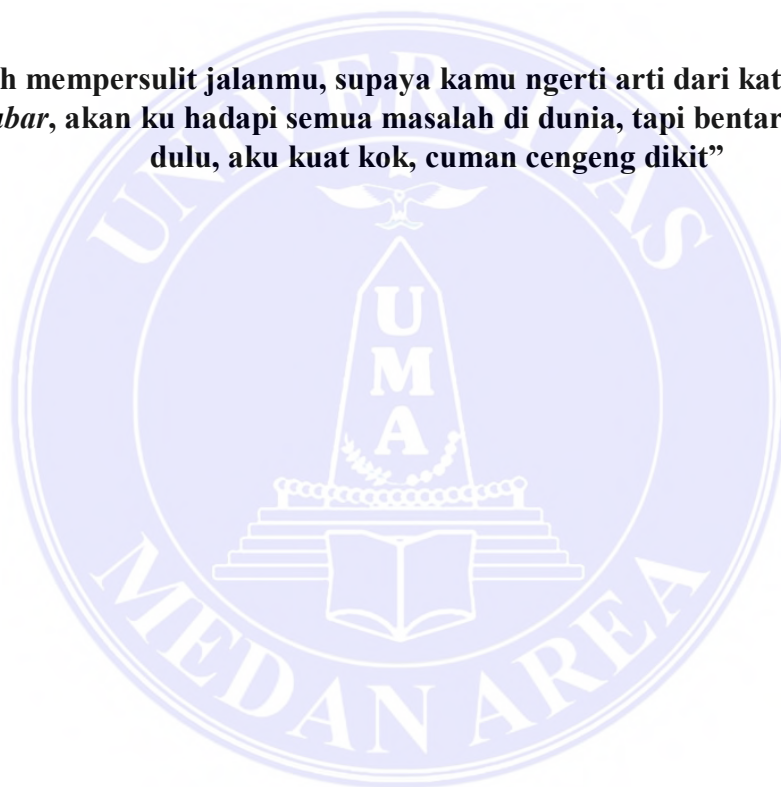 h mempersulit jalanmu, supaya kamu ngerti arti dari kat
abar, akan ku hadapi semua masalah di dunia, tapi bentar
dulu, aku kuat kok, cuman cengeng dikit”
UNIVERSITAS
U
M
A
MEDAN AREA